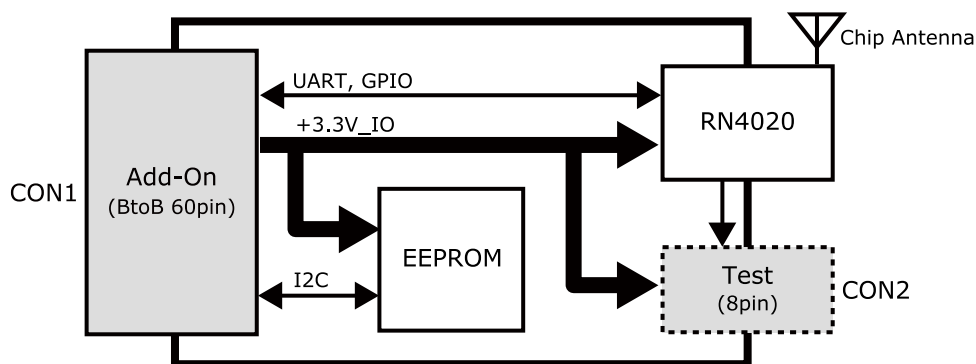 Chip Antenna
UART, GPIO
RN4020
+3.3V_IO
CON1
Add-On
(BtoB 60pin)
EEPROM
I2C
Test
(8pin)
CON2